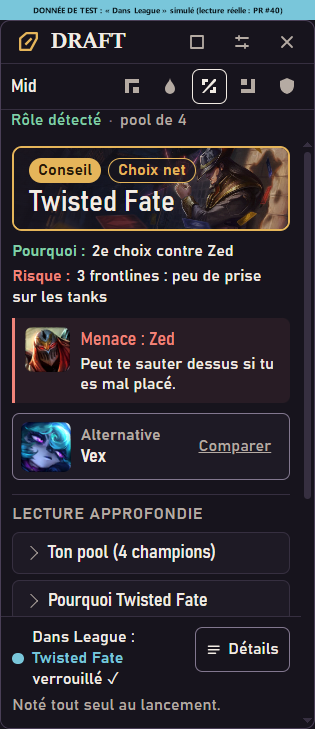 DONNÉE DE TEST : « Dans League » simulé (lecture réelle : PR #40)
DRAFT
Mid
Rôle détecté · pool de 4
Conseil Choix net
Twisted Fate
Pourquoi : 2e choix contre Zed
Risque : 3 frontlines : peu de prise
sur les tanks
Menace : Zed
Peut te sauter dessus si tu
es mal placé.
Alternative
Vex
Comparer
LECTURE APPROFONDIE
Ton pool (4 champions)
Pourquoi Twisted Fate
Dans League :
Twisted Fate
verrouillé ✓
Détails
Noté tout seul au lancement.